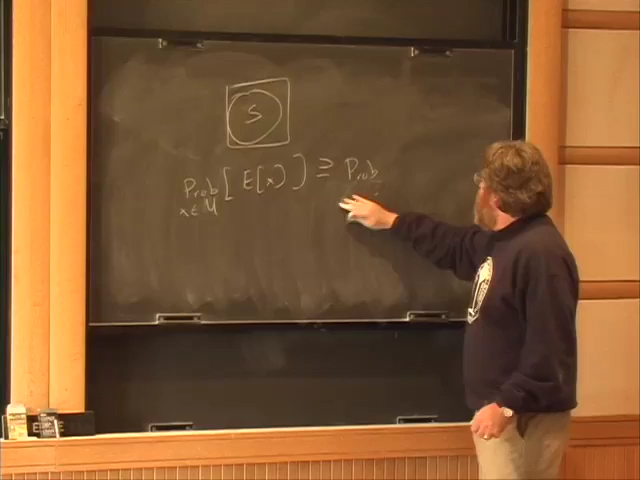 S
Prob [ E(x) ] ≥ Prob
x ∈ U